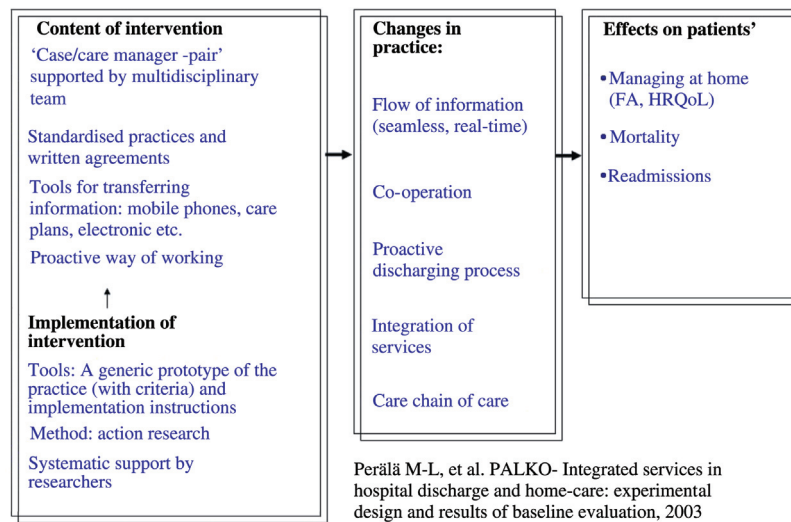 Content of intervention
‘Case/care manager -pair’
supported by multidisciplinary
team
Standardised practices and
written agreements
Tools for transferring
information: mobile phones, care
plans, electronic etc.
Proactive way of working
Implementation of
intervention
Tools: A generic prototype of the
practice (with criteria) and
implementation instructions
Method: action research
Systematic support by
researchers
Changes in
practice:
Flow of information
(seamless, real-time)
Co-operation
Proactive
discharging process
Integration of
services
Care chain of care
Effects on patients’
•Managing at home
(FA, HRQoL)
•Mortality
•Readmissions
Perälä M-L, et al. PALKO- Integrated services in
hospital discharge and home-care: experimental
design and results of baseline evaluation, 2003